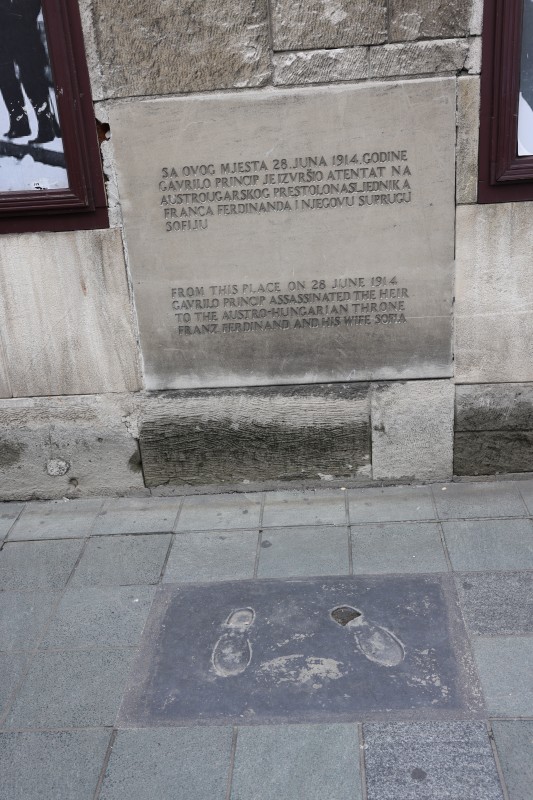 SA OVOG MJESTA 28. JUNA 1914. GODINE
GAVRILO PRINCIP JE IZVRŠIO ATENTAT NA
AUSTROUGARSKOG PRESTOLONASLJEDNIKA
FRANCA FERDINANDA I NJEGOVU SUPRUGU
SOFIJU
FROM THIS PLACE ON 28 JUNE 1914
GAVRILO PRINCIP ASSASSINATED THE HEIR
TO THE AUSTRO-HUNGARIAN THRONE
FRANZ FERDINAND AND HIS WIFE SOFIA